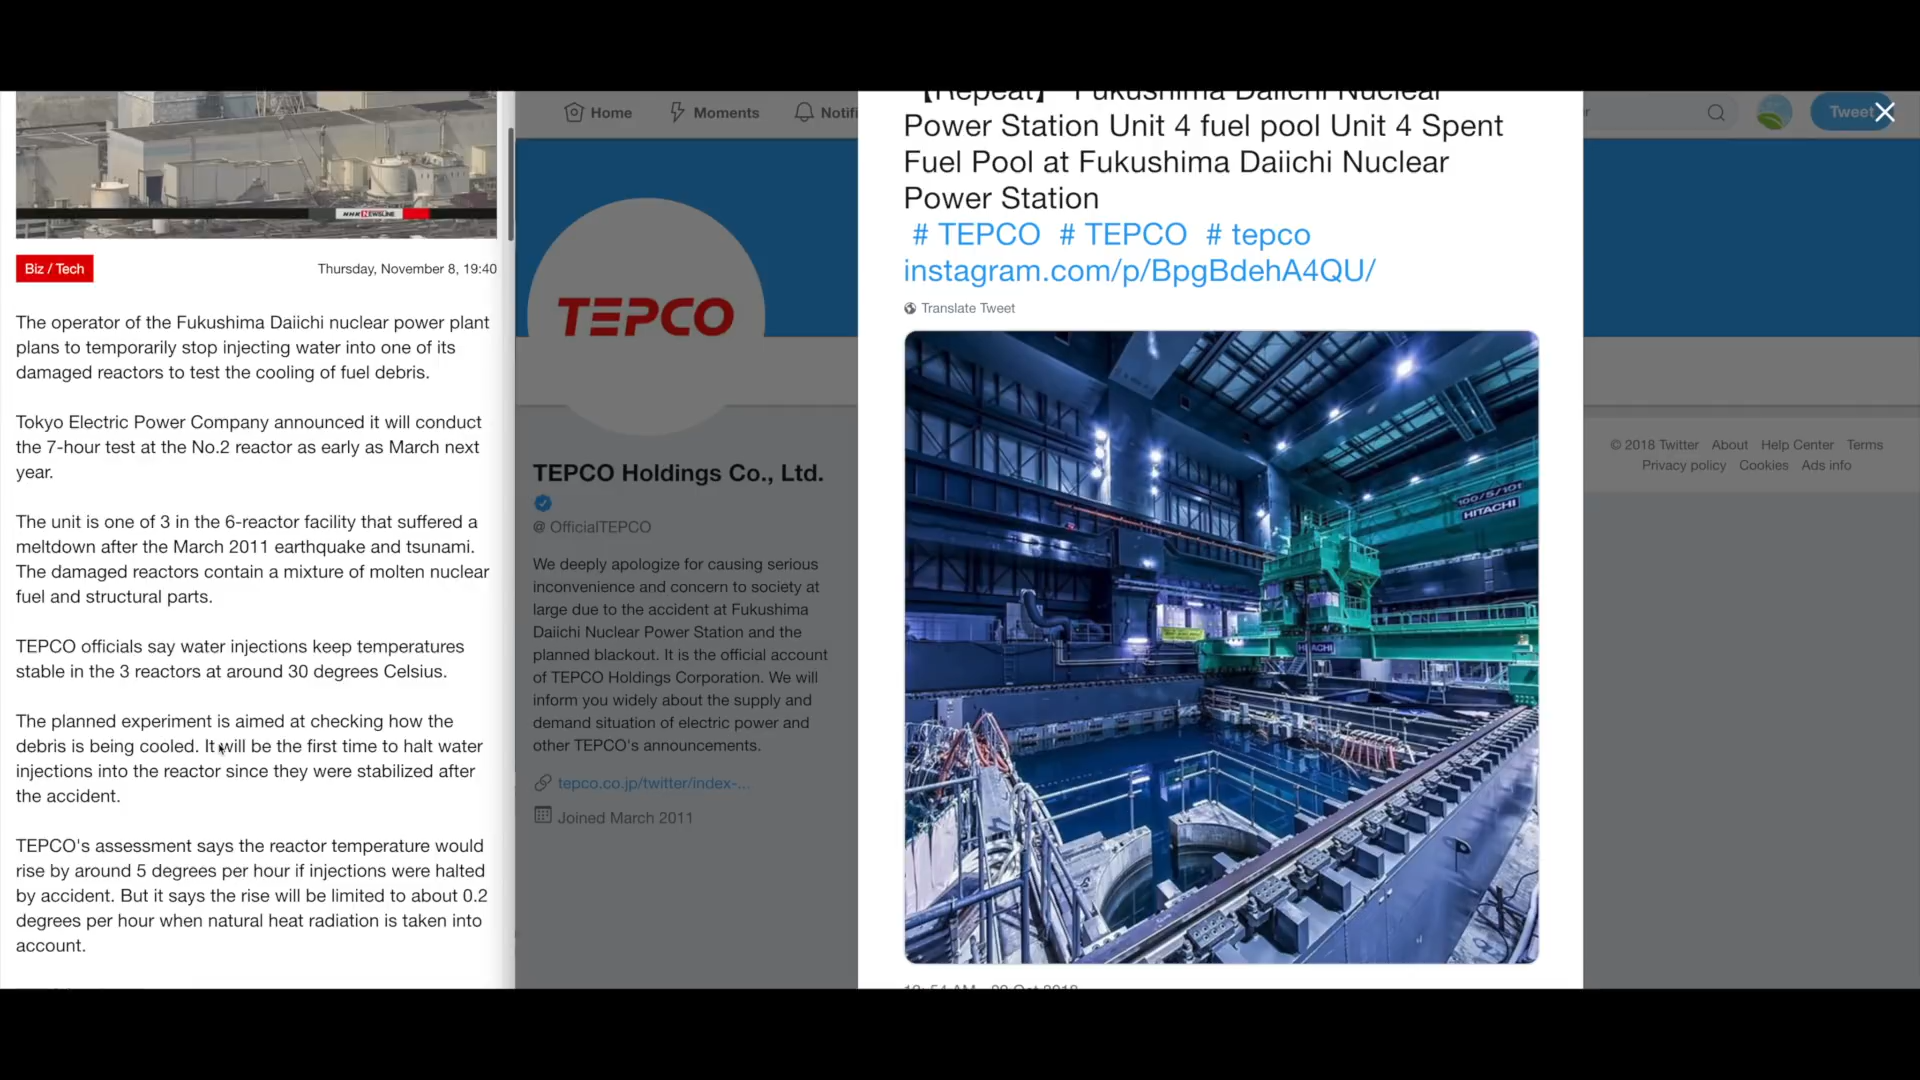 NHK NEWSLINE
Biz / Tech
Thursday, November 8, 19:40
The operator of the Fukushima Daiichi nuclear power plant
plans to temporarily stop injecting water into one of its
damaged reactors to test the cooling of fuel debris.
Tokyo Electric Power Company announced it will conduct
the 7-hour test at the No.2 reactor as early as March next
year.
The unit is one of 3 in the 6-reactor facility that suffered a
meltdown after the March 2011 earthquake and tsunami.
The damaged reactors contain a mixture of molten nuclear
fuel and structural parts.
TEPCO officials say water injections keep temperatures
stable in the 3 reactors at around 30 degrees Celsius.
The planned experiment is aimed at checking how the
debris is being cooled. It will be the first time to halt water
injections into the reactor since they were stabilized after
the accident.
TEPCO's assessment says the reactor temperature would
rise by around 5 degrees per hour if injections were halted
by accident. But it says the rise will be limited to about 0.2
degrees per hour when natural heat radiation is taken into
account.
Home
Moments
Notifi
TEPCO
TEPCO Holdings Co., Ltd.
@ OfficialTEPCO
We deeply apologize for causing serious
inconvenience and concern to society at
large due to the accident at Fukushima
Daiichi Nuclear Power Station and the
planned blackout. It is the official account
of TEPCO Holdings Corporation. We will
inform you widely about the supply and
demand situation of electric power and
other TEPCO's announcements.
tepco.co.jp/twitter/index-...
Joined March 2011
【Repeat】 Fukushima Daiichi Nuclear
Power Station Unit 4 fuel pool Unit 4 Spent
Fuel Pool at Fukushima Daiichi Nuclear
Power Station
# TEPCO # TEPCO # tepco
instagram.com/p/BpgBdehA4QU/
Translate Tweet
100/5/10t
HITACHI
HITACHI
Tweet
© 2018 Twitter About Help Center Terms
Privacy policy Cookies Ads info